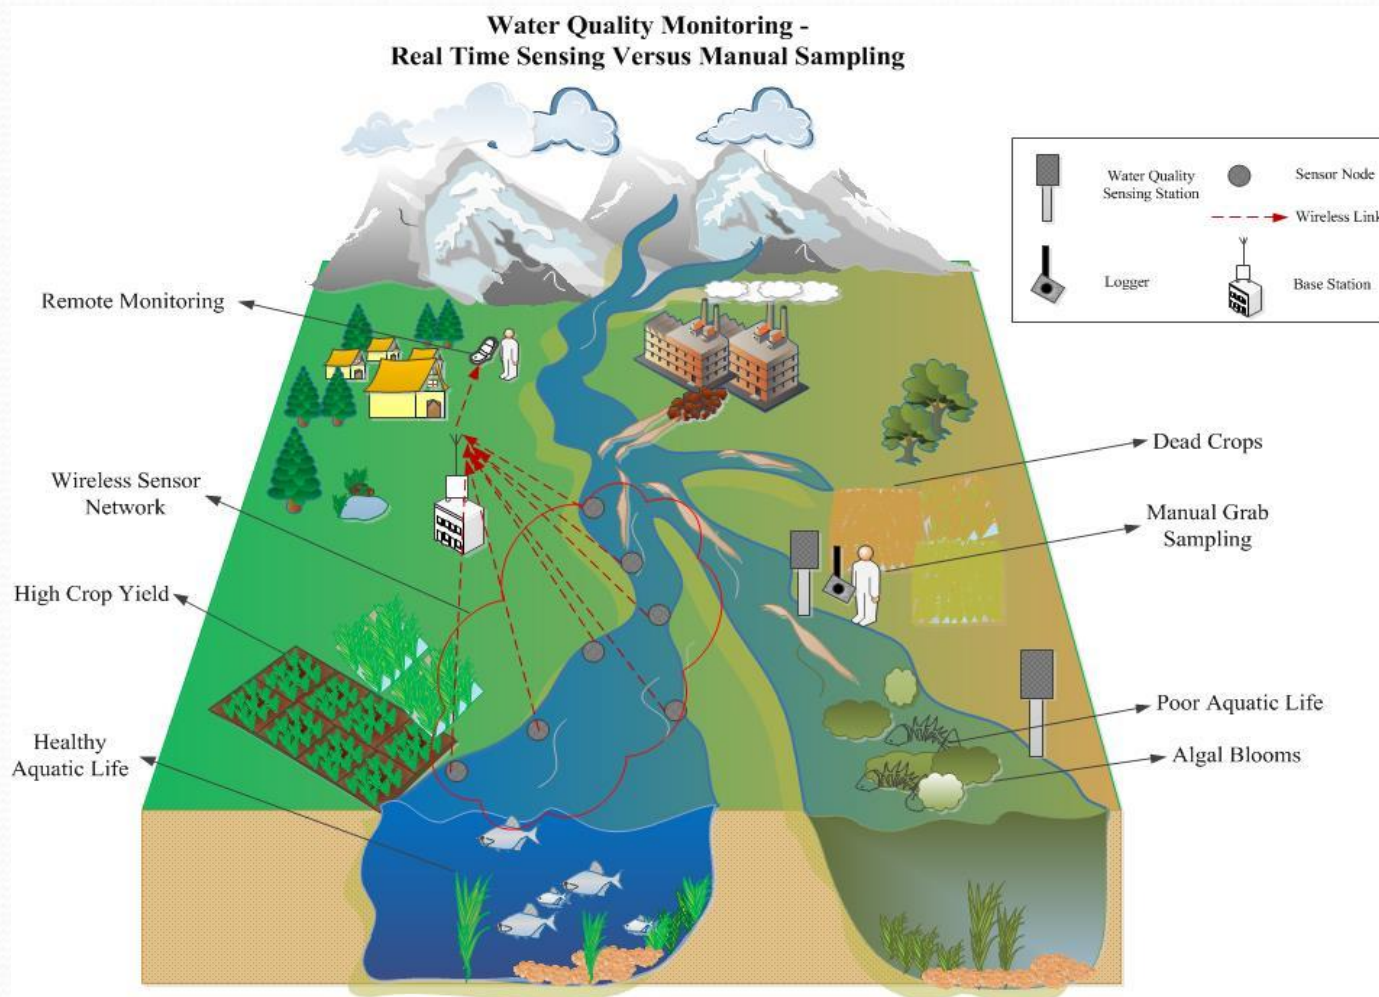 Water Quality Monitoring -
Real Time Sensing Versus Manual Sampling
Water Quality
Sensing Station
Sensor Node
Wireless Link
Logger
Base Station
Remote Monitoring
Wireless Sensor
Network
High Crop Yield
Healthy
Aquatic Life
Dead Crops
Manual Grab
Sampling
Poor Aquatic Life
Algal Blooms